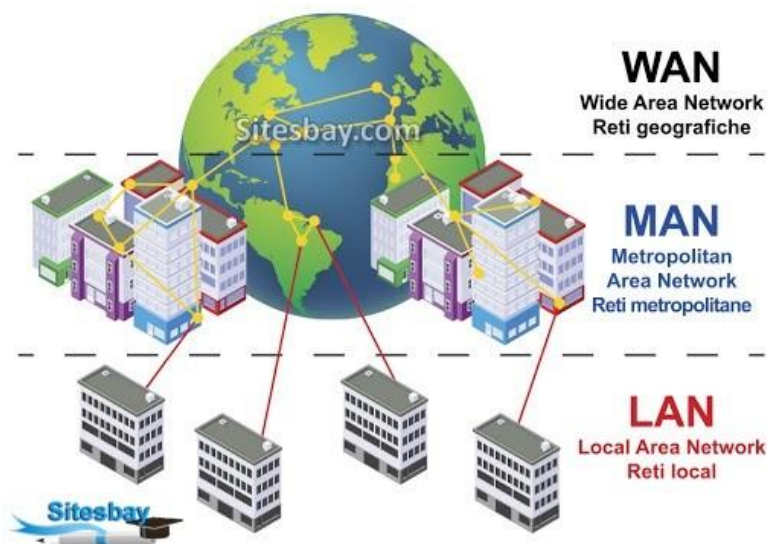 WAN
Wide Area Network
Reti geografiche
Sitesbay.com
MAN
Metropolitan
Area Network
Reti metropolitane
LAN
Local Area Network
Reti local
Sitesbay